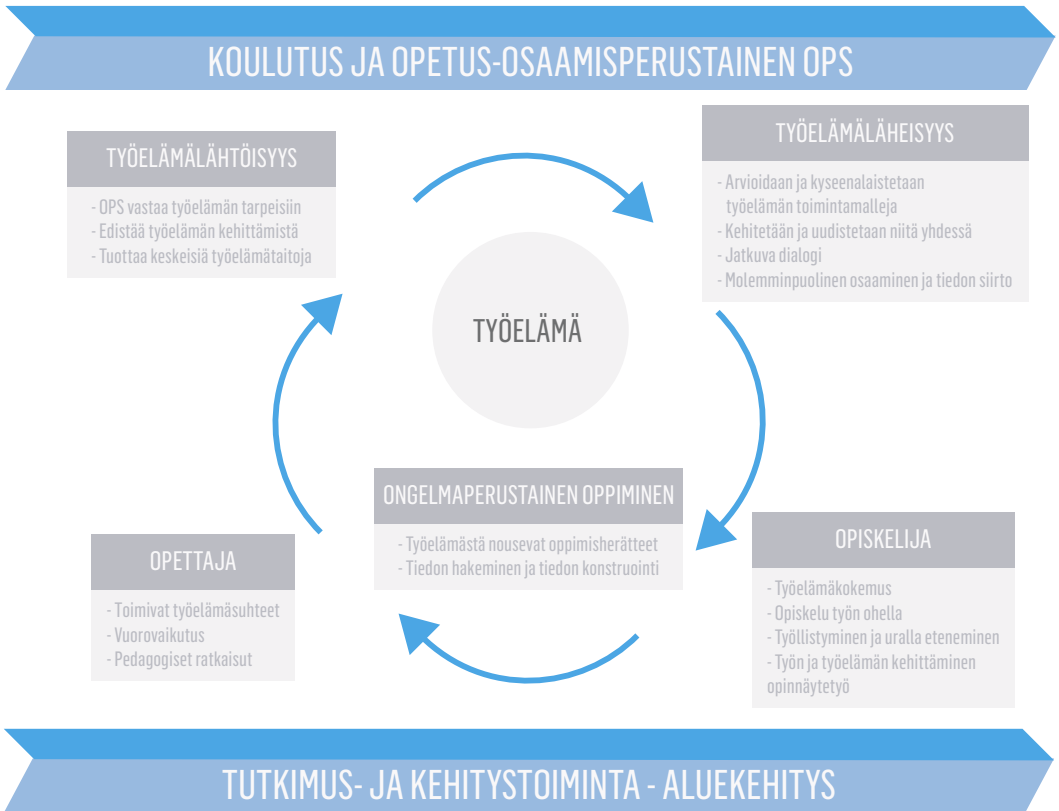 KOULUTUS JA OPETUS-OSAAMISPERUSTAINEN OPS
TYÖELÄMÄLÄHTÖISYYS
- OPS vastaa työelämän tarpeisiin
- Edistää työelämän kehittämistä
- Tuottaa keskeisiä työelämätaitoja
TYÖELÄMÄLÄHEISYYS
- Arvioidaan ja kyseenalaistetaan
työelämän toimintamalleja
- Kehitetään ja uudistetaan niitä yhdessä
- Jatkuva dialogi
- Molemminpuolinen osaaminen ja tiedon siirto
TYÖELÄMÄ
ONGELMAPERUSTAINEN OPPIMINEN
- Työelämästä nousevat oppimisherätteet
- Tiedon hakeminen ja tiedon konstruointi
OPETTAJA
- Toimivat työelämäsuhteet
- Vuorovaikutus
- Pedagogiset ratkaisut
OPISKELIJA
- Työelämäkokemus
- Opiskelu työn ohella
- Työllistyminen ja uralla eteneminen
- Työn ja työelämän kehittäminen
opinnäytetyö
TUTKIMUS- JA KEHITYSTOIMINTA - ALUEKEHITYS